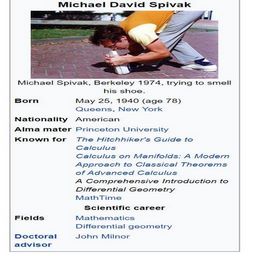 Michael David Spivak
Michael Spivak, Berkeley 1974, trying to smell
his shoe.
Born May 25, 1940 (age 78)
Queens, New York
Nationality American
Alma mater Princeton University
Known for The Hitchhiker's Guide to
Calculus
Calculus on Manifolds: A Modern
Approach to Classical Theorems
of Advanced Calculus
A Comprehensive Introduction to
Differential Geometry
MathTime
Scientific career
Fields Mathematics
Differential geometry
Doctoral John Milnor
advisor